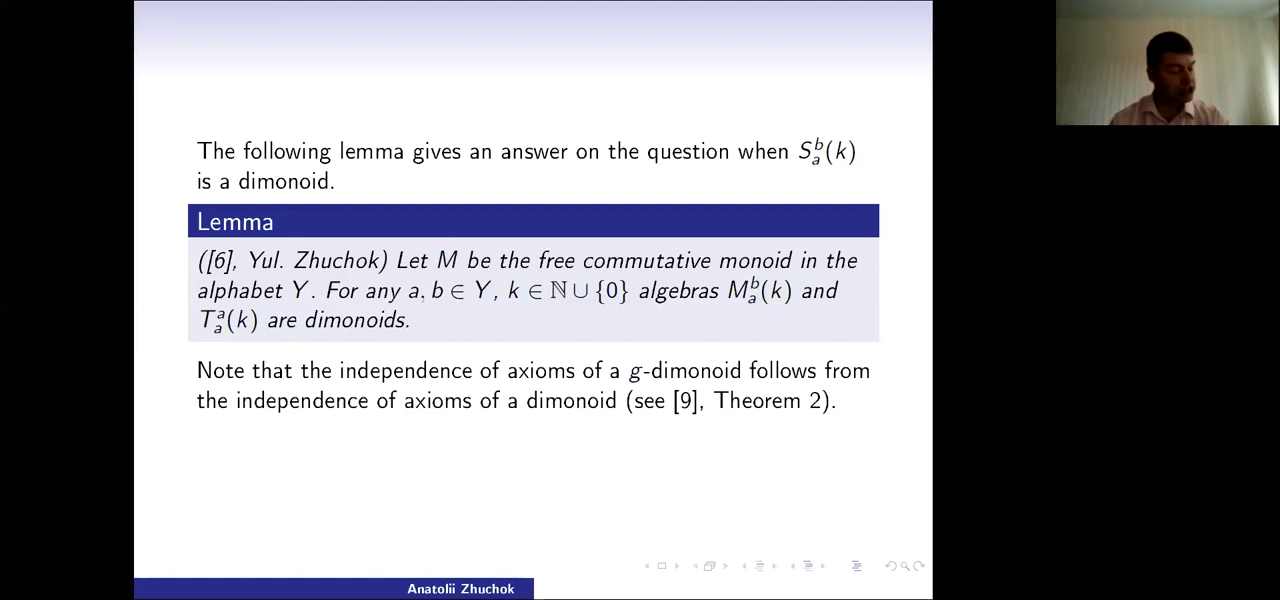 The following lemma gives an answer on the question when $S_a^b(k)$
is a dimonoid.
Lemma
([6], Yul. Zhuchok) Let M be the free commutative monoid in the
alphabet Y. For any a, b ∈ Y, k ∈ ℕ ∪ {0} algebras $M_a^b(k)$ and
$T_a^a(k)$ are dimonoids.
Note that the independence of axioms of a g-dimonoid follows from
the independence of axioms of a dimonoid (see [9], Theorem 2).
Anatolii Zhuchok